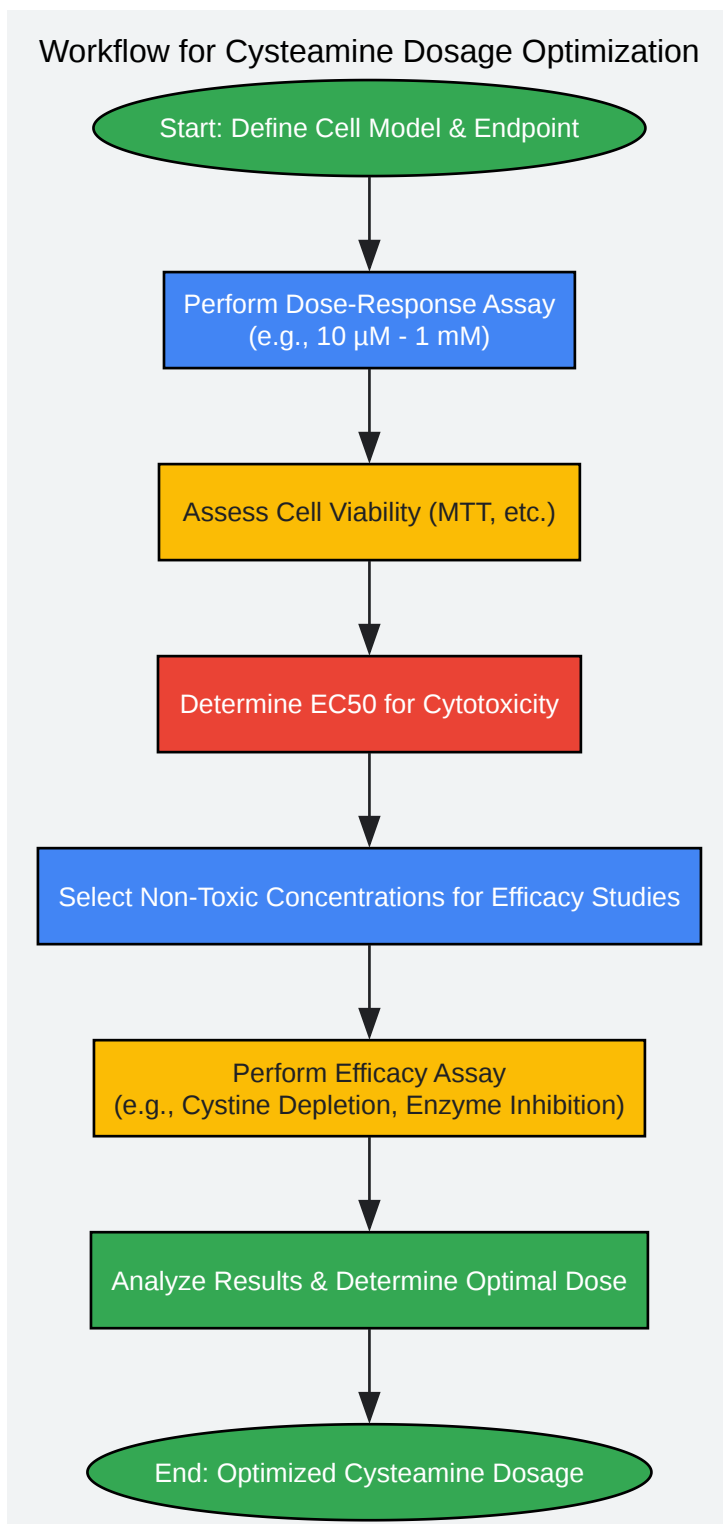 Workflow for Cysteamine Dosage Optimization
Start: Define Cell Model & Endpoint
Perform Dose-Response Assay
(e.g., 10 µM - 1 mM)
Assess Cell Viability (MTT, etc.)
Determine EC50 for Cytotoxicity
Select Non-Toxic Concentrations for Efficacy Studies
Perform Efficacy Assay
(e.g., Cystine Depletion, Enzyme Inhibition)
Analyze Results & Determine Optimal Dose
End: Optimized Cysteamine Dosage